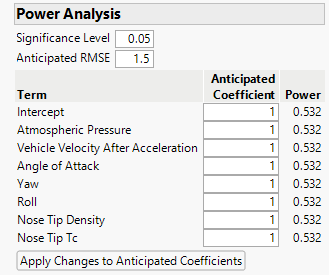 Power Analysis
Significance Level 0.05
Anticipated RMSE 1.5
Anticipated
Term Coefficient Power
Intercept 1 0.532
Atmospheric Pressure 1 0.532
Vehicle Velocity After Acceleration 1 0.532
Angle of Attack 1 0.532
Yaw 1 0.532
Roll 1 0.532
Nose Tip Density 1 0.532
Nose Tip Tc 1 0.532
Apply Changes to Anticipated Coefficients